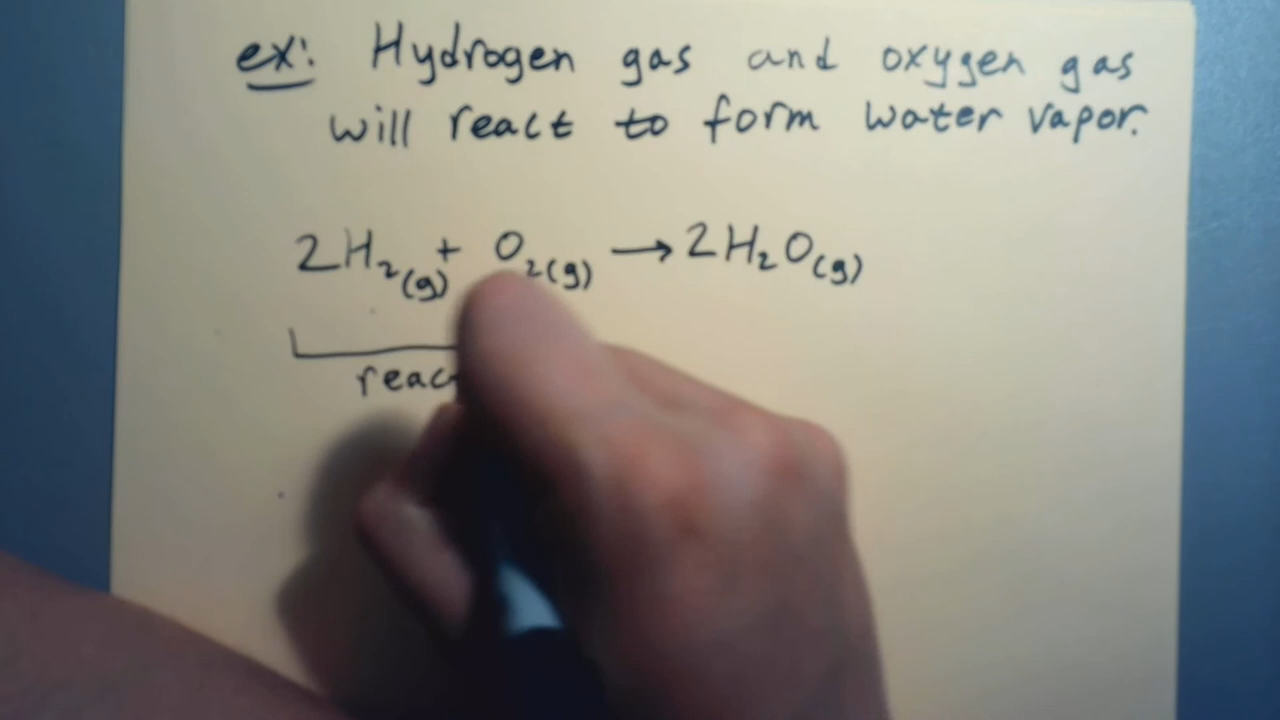 ex: Hydrogen gas and oxygen gas
will react to form water vapor.
2H₂(g) + O₂(g) → 2H₂O(g)
reac